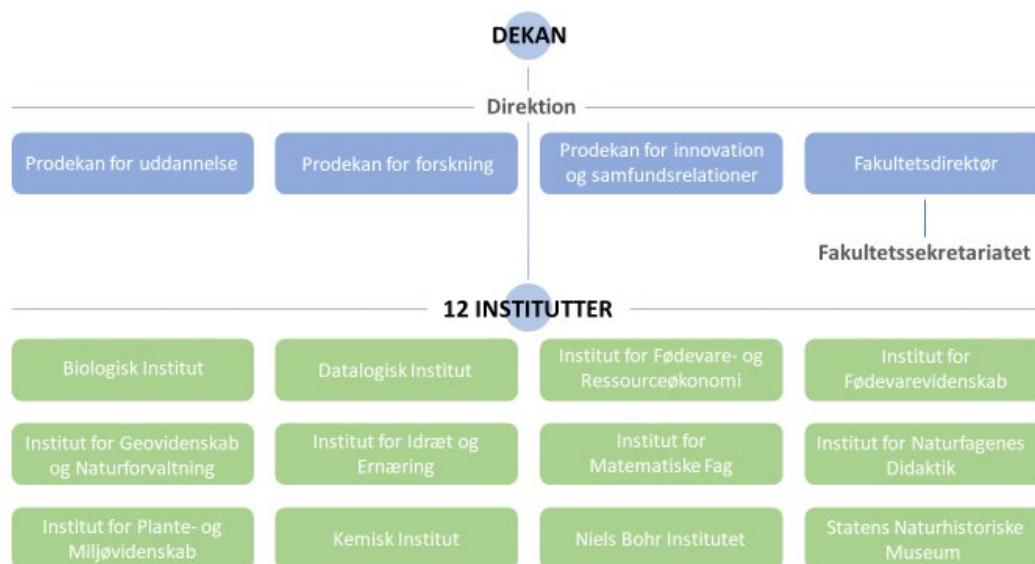 DEKAN
Direktion
Prodekan for uddannelse
Prodekan for forskning
Prodekan for innovation
og samfundsrelationer
Fakultetsdirektør
Fakultetssekretariatet
12 INSTITUTTER
Biologisk Institut
Datalogisk Institut
Institut for Fødevare- og
Ressourceøkonomi
Institut for
Fødevarevidenskab
Institut for Geovidenskab
og Naturforvaltning
Institut for Idræt og
Ernæring
Institut for
Matematiske Fag
Institut for Naturfagenes
Didaktik
Institut for Plante- og
Miljøvidenskab
Kemisk Institut
Niels Bohr Institutet
Statens Naturhistoriske
Museum